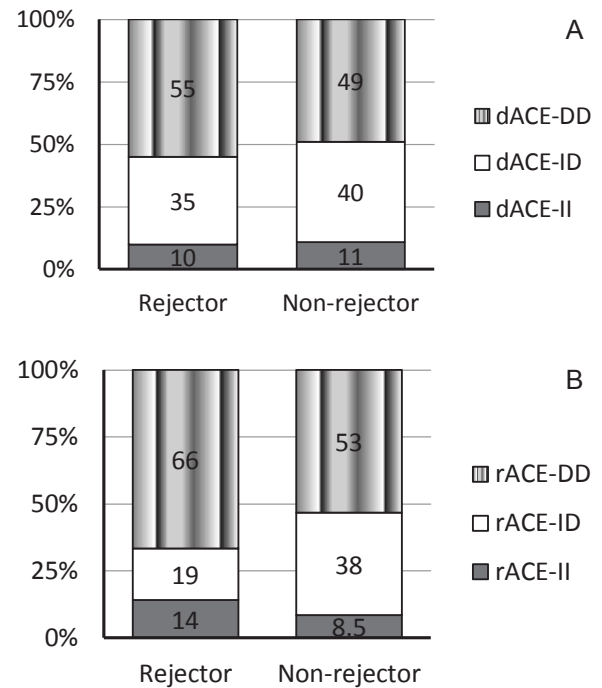 A
100%
75%
50%
25%
0%
55
35
10
49
40
11
Rejector
Non-rejector
dACE-DD
dACE-ID
dACE-II
B
100%
75%
50%
25%
0%
66
19
14
53
38
8.5
Rejector
Non-rejector
rACE-DD
rACE-ID
rACE-II